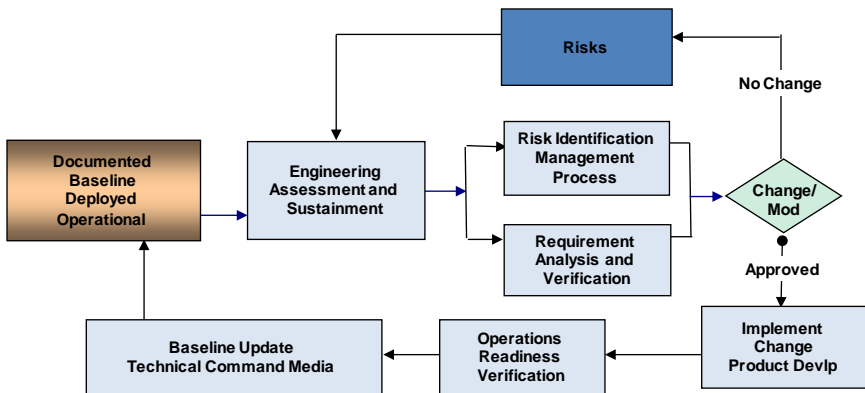 Risks
No Change
Documented
Baseline
Deployed
Operational
Engineering
Assessment and
Sustainment
Risk Identification
Management
Process
Requirement
Analysis and
Verification
Change/
Mod
Approved
Implement
Change
Product Devlp
Operations
Readiness
Verification
Baseline Update
Technical Command Media